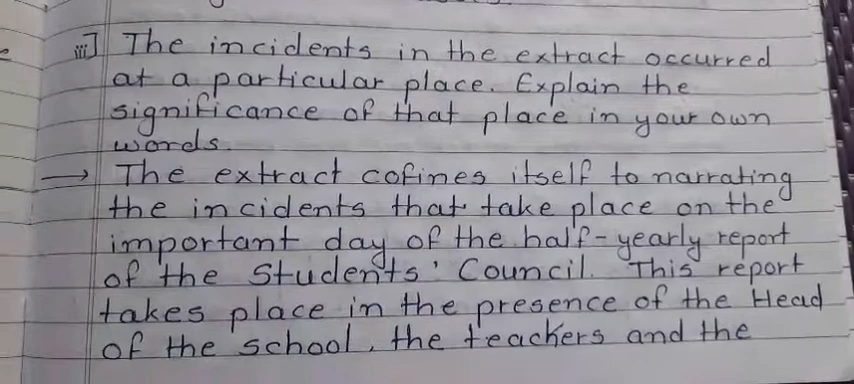 iii] The incidents in the extract occurred
at a particular place. Explain the
significance of that place in your own
words.
→ The extract cofines itself to narrating
the incidents that take place on the
important day of the half-yearly report
of the Students' Council. This report
takes place in the presence of the Head
of the school, the teachers and the